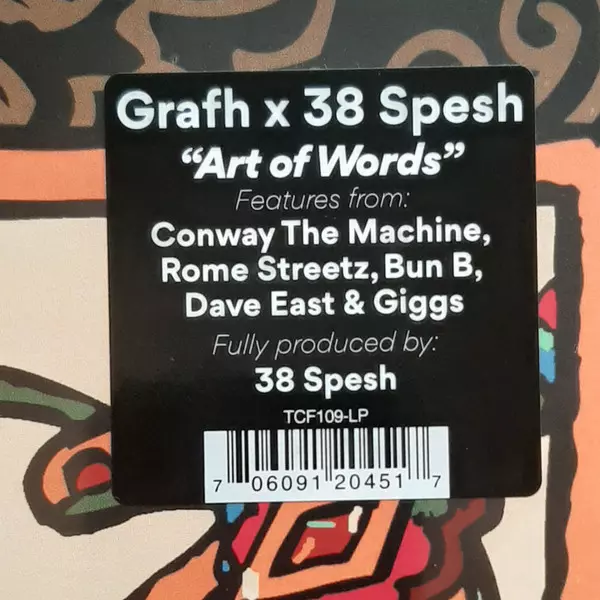 Grafh x 38 Spesh
“Art of Words”
Features from:
Conway The Machine,
Rome Streetz, Bun B,
Dave East & Giggs
Fully produced by:
38 Spesh
TCF109-LP
7 06091 20451 7